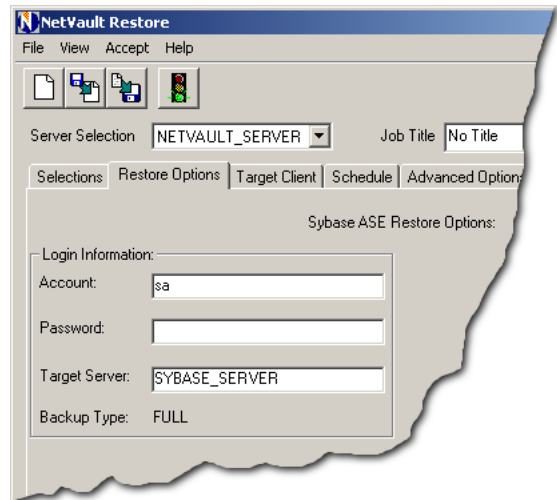 NetVault Restore
File View Accept Help
Server Selection NETVAULT_SERVER Job Title No Title
Selections Restore Options Target Client Schedule Advanced Option
Sybase ASE Restore Options:
Login Information:
Account: sa
Password:
Target Server: SYBASE_SERVER
Backup Type: FULL